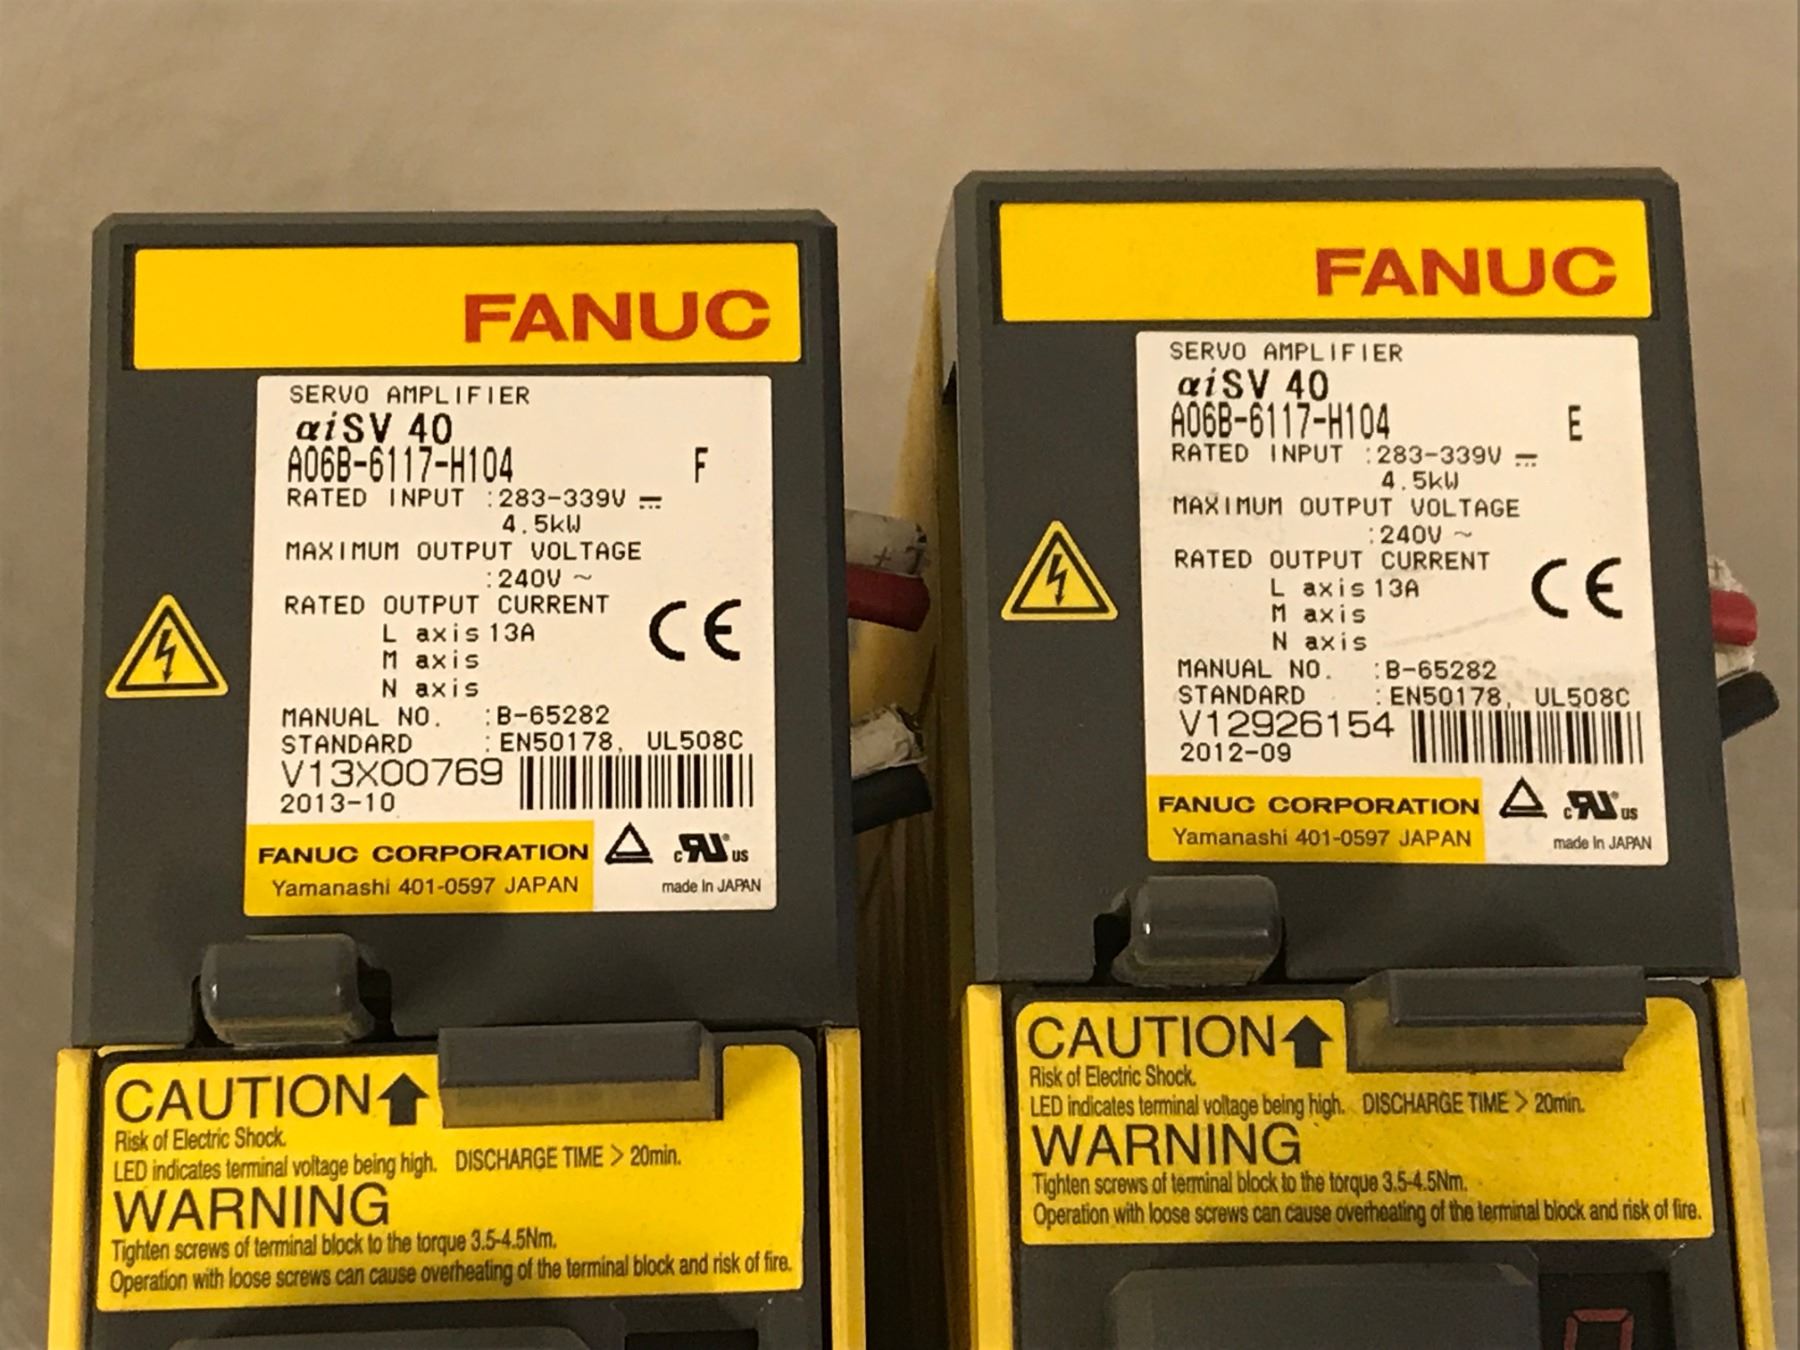 FANUC
SERVO AMPLIFIER
αiSV 40
A06B-6117-H104 F
RATED INPUT :283-339V ⎓
4.5kW
MAXIMUM OUTPUT VOLTAGE
:240V ~
RATED OUTPUT CURRENT
L axis 13A
M axis
N axis
CE
MANUAL NO. :B-65282
STANDARD :EN50178, UL508C
V13X00769
2013-10
FANUC CORPORATION
Yamanashi 401-0597 JAPAN
c RU us
made in JAPAN
CAUTION
Risk of Electric Shock.
LED indicates terminal voltage being high. DISCHARGE TIME > 20min.
WARNING
Tighten screws of terminal block to the torque 3.5-4.5Nm.
Operation with loose screws can cause overheating of the terminal block and risk of fire.
FANUC
SERVO AMPLIFIER
αiSV 40
A06B-6117-H104 E
RATED INPUT :283-339V ⎓
4.5kW
MAXIMUM OUTPUT VOLTAGE
:240V ~
RATED OUTPUT CURRENT
L axis 13A
M axis
N axis
CE
MANUAL NO. :B-65282
STANDARD :EN50178, UL508C
V12926154
2012-09
FANUC CORPORATION
Yamanashi 401-0597 JAPAN
c RU us
made in JAPAN
CAUTION
Risk of Electric Shock.
LED indicates terminal voltage being high. DISCHARGE TIME > 20min.
WARNING
Tighten screws of terminal block to the torque 3.5-4.5Nm.
Operation with loose screws can cause overheating of the terminal block and risk of fire.